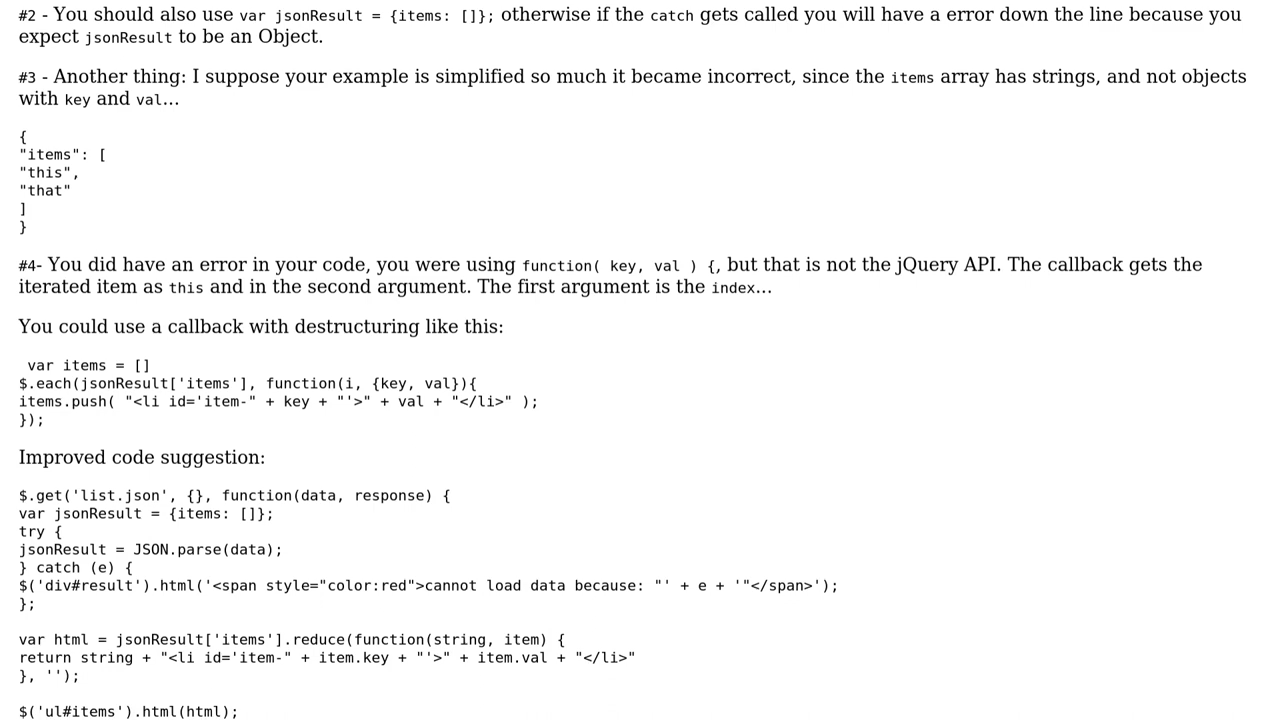 #2 - You should also use var jsonResult = {items: []}; otherwise if the catch gets called you will have a error down the line because you
expect jsonResult to be an Object.
#3 - Another thing: I suppose your example is simplified so much it became incorrect, since the items array has strings, and not objects
with key and val...
{
"items": [
"this",
"that"
]
}
#4- You did have an error in your code, you were using function( key, val ) {, but that is not the jQuery API. The callback gets the
iterated item as this and in the second argument. The first argument is the index...
You could use a callback with destructuring like this:
var items = []
$.each(jsonResult['items'], function(i, {key, val}){
items.push( "<li id='item-" + key + "'>" + val + "</li>" );
});
Improved code suggestion:
$.get('list.json', {}, function(data, response) {
var jsonResult = {items: []};
try {
jsonResult = JSON.parse(data);
} catch (e) {
$('div#result').html('<span style="color:red">cannot load data because: "' + e + '"</span>');
};
var html = jsonResult['items'].reduce(function(string, item) {
return string + "<li id='item-" + item.key + "'>" + item.val + "</li>"
}, '');
$('ul#items').html(html);